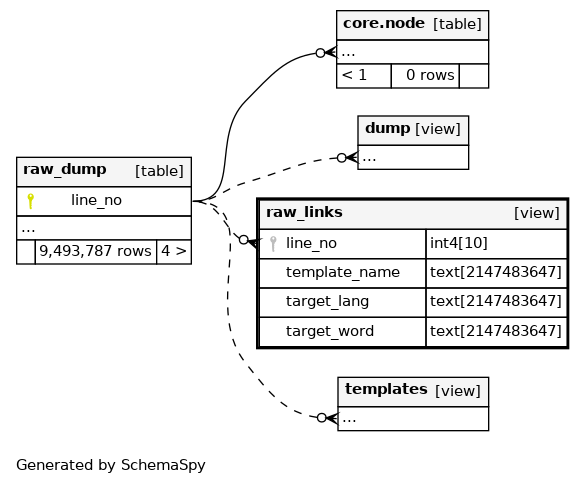 core.node [table]
...
< 1 0 rows
dump [view]
...
raw_dump [table]
line_no
...
9,493,787 rows 4 >
raw_links [view]
line_no int4[10]
template_name text[2147483647]
target_lang text[2147483647]
target_word text[2147483647]
templates [view]
...
Generated by SchemaSpy